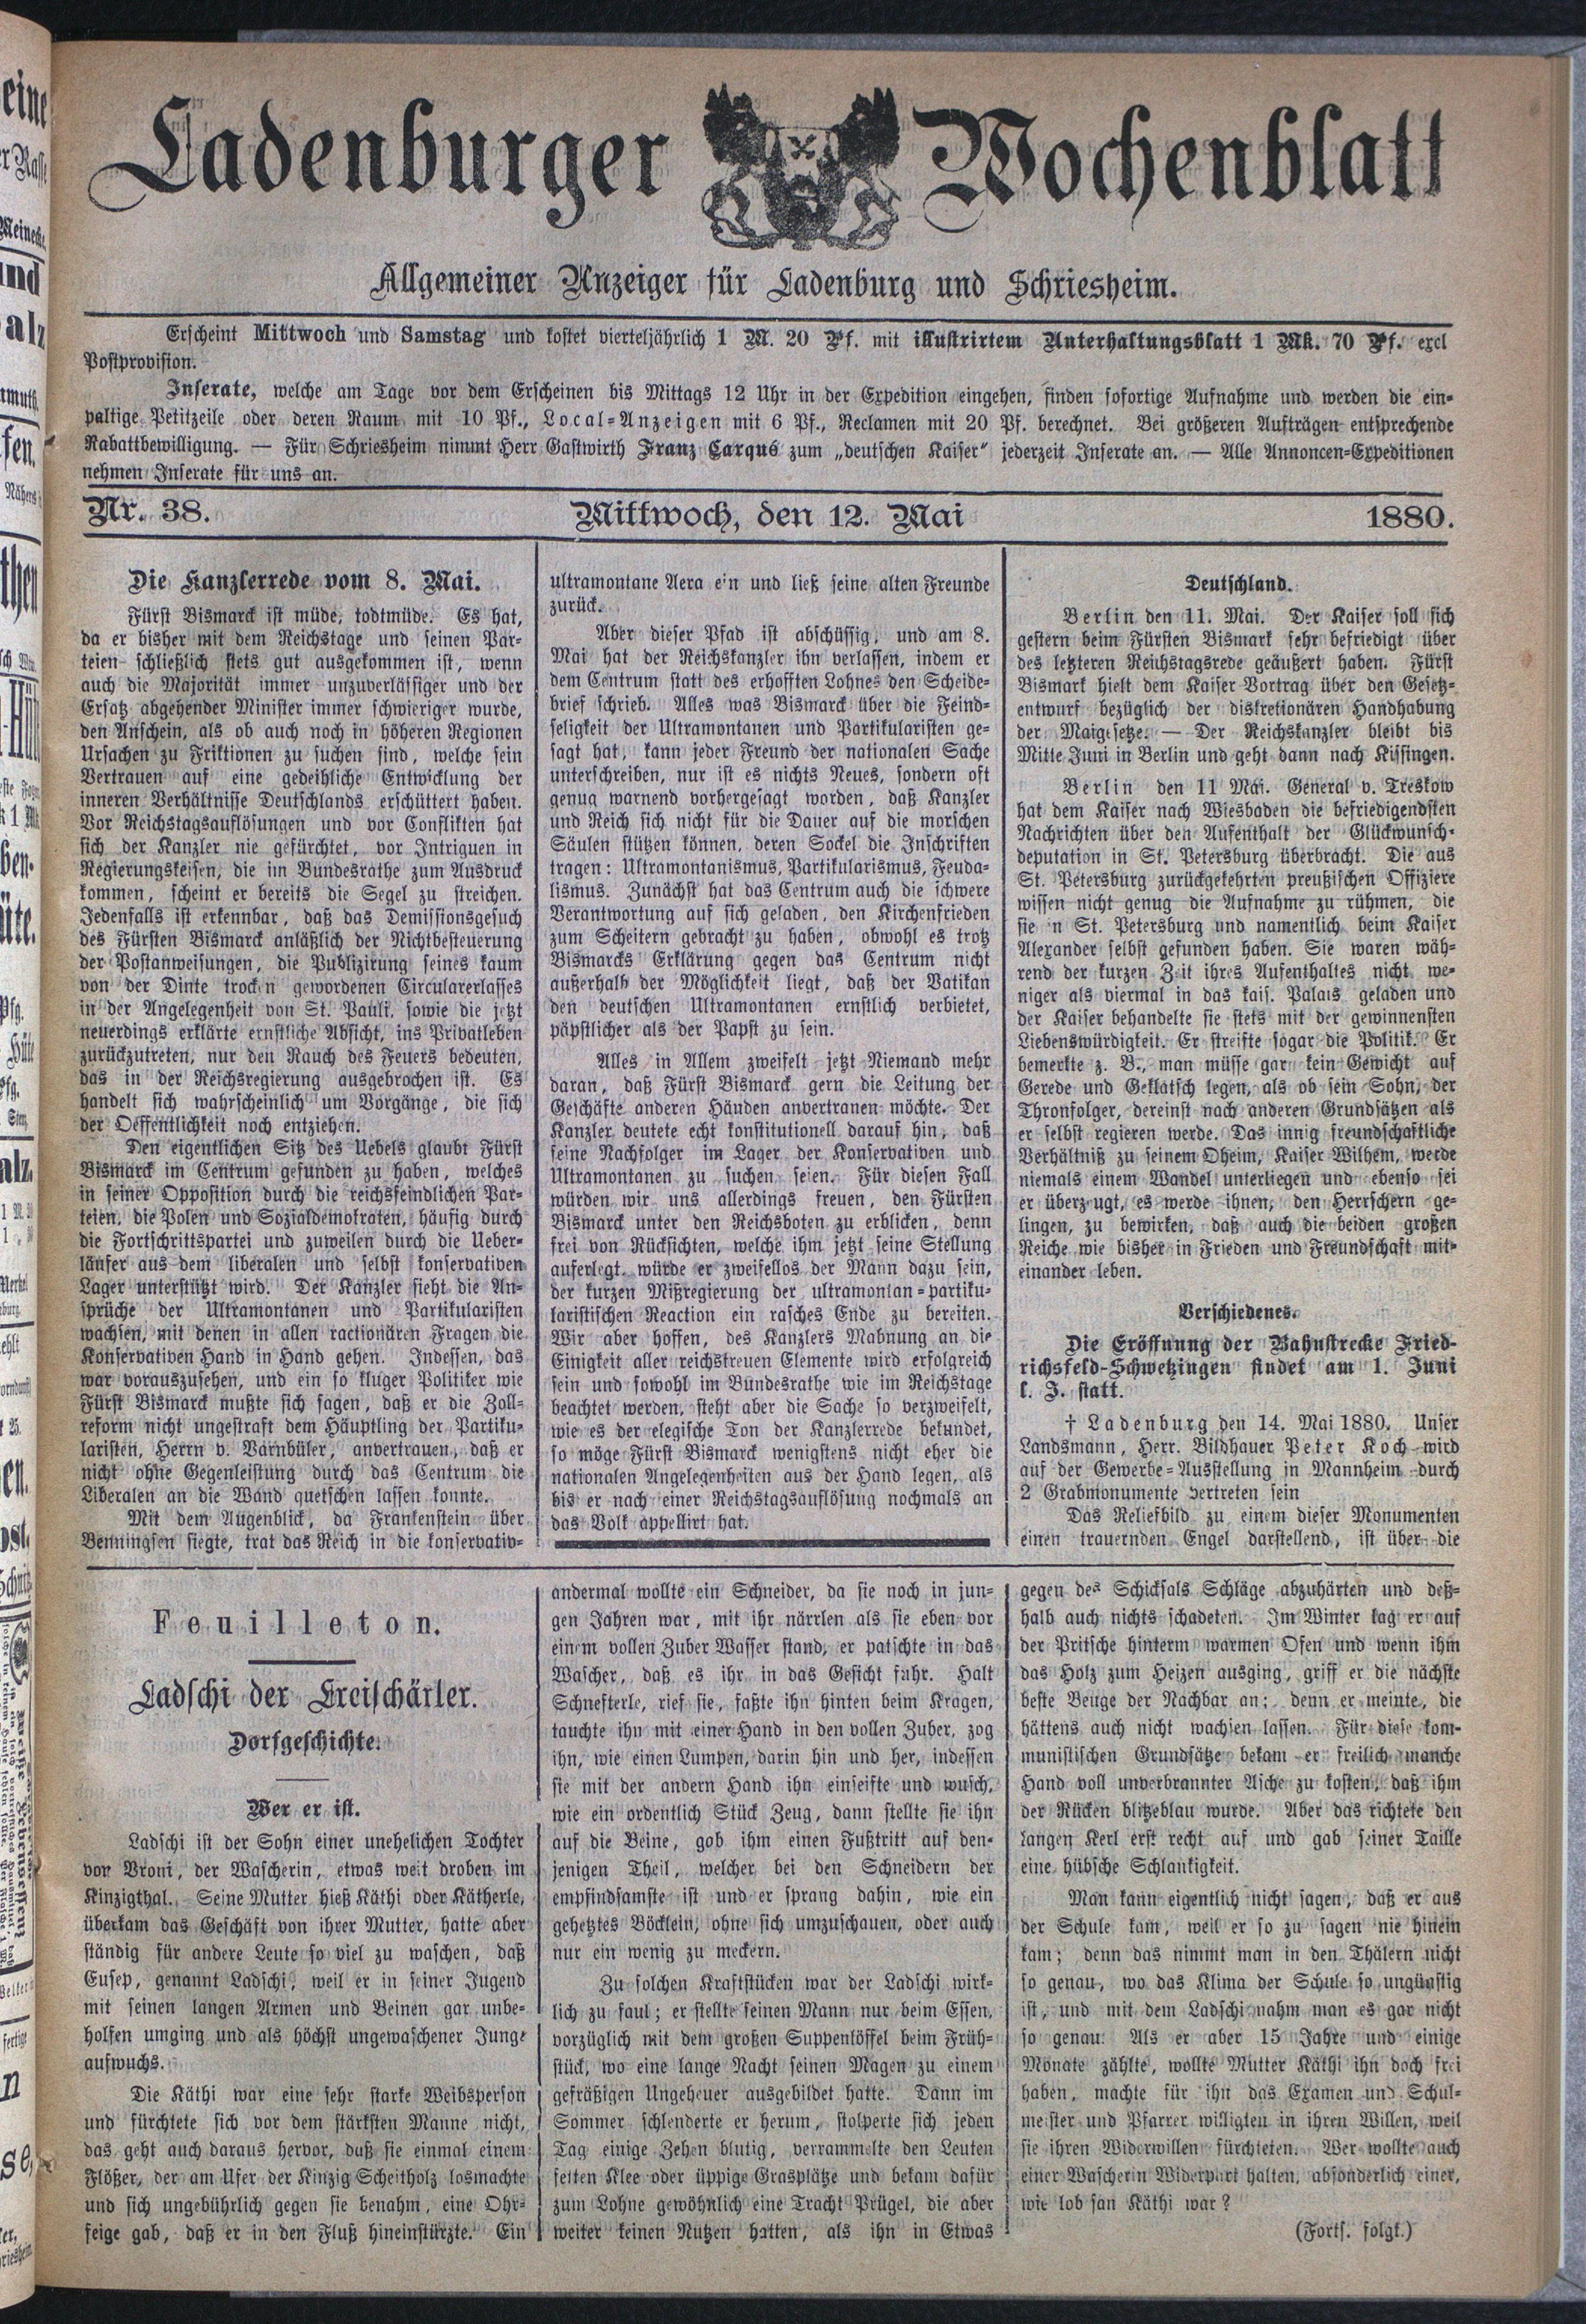 Ladenburger Wochenblatt
Allgemeiner Anzeiger für Ladenburg und Schriesheim.
Erscheint Mittwoch und Samstag und kostet vierteljährlich 1 M. 20 Pf. mit illustrirtem Unterhaltungsblatt 1 Mk. 70 Pf. excl
Postprovision.
Inserate, welche am Tage vor dem Erscheinen bis Mittags 12 Uhr in der Expedition eingehen, finden sofortige Aufnahme und werden die ein-
paltige Petitzeile oder deren Raum mit 10 Pf., Local-Anzeigen mit 6 Pf., Reclamen mit 20 Pf. berechnet. Bei größeren Aufträgen entsprechende
Rabattbewilligung. — Für Schriesheim nimmt Herr Gastwirth Franz Carqué zum „deutschen Kaiser" jederzeit Inserate an. — Alle Annoncen-Expeditionen
nehmen Inserate für uns an.
Nr. 38. Mittwoch, den 12. Mai 1880.
Die Kanzlerrede vom 8. Mai.
Fürst Bismarck ist müde, todtmüde. Es hat,
da er bisher mit dem Reichstage und seinen Par-
teien schließlich stets gut ausgekommen ist, wenn
auch die Majorität immer unzuverlässiger und der
Ersatz abgehender Minister immer schwieriger wurde,
den Anschein, als ob auch noch in höheren Regionen
Ursachen zu Friktionen zu suchen sind, welche sein
Vertrauen auf eine gedeihliche Entwicklung der
inneren Verhältnisse Deutschlands erschüttert haben.
Vor Reichstagsauflösungen und vor Conflikten hat
sich der Kanzler nie gefürchtet, vor Intriguen in
Regierungskeisen, die im Bundesrathe zum Ausdruck
kommen, scheint er bereits die Segel zu streichen.
Jedenfalls ist erkennbar, daß das Demissionsgesuch
des Fürsten Bismarck anläßlich der Nichtbesteuerung
der Postanweisungen, die Publizirung seines kaum
von der Dinte trocken gewordenen Circularerlasses
in der Angelegenheit von St. Pauli, sowie die jetzt
neuerdings erklärte ernstliche Absicht, ins Privatleben
zurückzutreten, nur den Rauch des Feuers bedeuten,
das in der Reichsregierung ausgebrochen ist. Es
handelt sich wahrscheinlich um Vorgänge, die sich
der Oeffentlichkeit noch entziehen.
Den eigentlichen Sitz des Uebels glaubt Fürst
Bismarck im Centrum gefunden zu haben, welches
in seiner Opposition durch die reichsfeindlichen Par-
teien, die Polen und Sozialdemokraten, häufig durch
die Fortschrittspartei und zuweilen durch die Ueber-
läufer aus dem liberalen und selbst konservativen
Lager unterstützt wird. Der Kanzler sieht die An-
sprüche der Ultramontanen und Partikularisten
wachsen, mit denen in allen ractionären Fragen die
Konservativen Hand in Hand gehen. Indessen, das
war vorauszusehen, und ein so kluger Politiker wie
Fürst Bismarck mußte sich sagen, daß er die Zoll-
reform nicht ungestraft dem Häuptling der Partiku-
laristen, Herrn v. Varnbüler, anvertrauen, daß er
nicht ohne Gegenleistung durch das Centrum die
Liberalen an die Wand quetschen lassen konnte.
Mit dem Augenblick, da Frankenstein über
Benningsen siegte, trat das Reich in die konservativ-
ultramontane Aera ein und ließ seine alten Freunde
zurück.
Aber dieser Pfad ist abschüssig, und am 8.
Mai hat der Reichskanzler ihn verlassen, indem er
dem Centrum statt des erhofften Lohnes den Scheide-
brief schrieb. Alles was Bismarck über die Feind-
seligkeit der Ultramontanen und Partikularisten ge-
sagt hat, kann jeder Freund der nationalen Sache
unterschreiben, nur ist es nichts Neues, sondern oft
genug warnend vorhergesagt worden, daß Kanzler
und Reich sich nicht für die Dauer auf die morschen
Säulen stützen können, deren Sockel die Inschriften
tragen: Ultramontanismus, Partikularismus, Feuda-
lismus. Zunächst hat das Centrum auch die schwere
Verantwortung auf sich geladen, den Kirchenfrieden
zum Scheitern gebracht zu haben, obwohl es trotz
Bismarcks Erklärung gegen das Centrum nicht
außerhalb der Möglichkeit liegt, daß der Vatikan
den deutschen Ultramontanen ernstlich verbietet,
päpstlicher als der Papst zu sein.
Alles in Allem zweifelt jetzt Niemand mehr
daran, daß Fürst Bismarck gern die Leitung der
Geschäfte anderen Händen anvertranen möchte. Der
Kanzler deutete echt konstitutionell darauf hin, daß
seine Nachfolger im Lager der Konservativen und
Ultramontanen zu suchen seien. Für diesen Fall
würden wir uns allerdings freuen, den Fürsten
Bismarck unter den Reichsboten zu erblicken, denn
frei von Rücksichten, welche ihm jetzt seine Stellung
auferlegt, würde er zweifellos der Mann dazu sein,
der kurzen Mißregierung der ultramontan-partiku-
laristischen Reaction ein rasches Ende zu bereiten.
Wir aber hoffen, des Kanzlers Mahnung an die
Einigkeit aller reichstreuen Elemente wird erfolgreich
sein und sowohl im Bundesrathe wie im Reichstage
beachtet werden, steht aber die Sache so verzweifelt,
wie es der elegische Ton der Kanzlerrede bekundet,
so möge Fürst Bismarck wenigstens nicht eher die
nationalen Angelegenheiten aus der Hand legen, als
bis er nach einer Reichstagsauflösung nochmals an
das Volk appellirt hat.
Deutschland.
Berlin den 11. Mai. Der Kaiser soll sich
gestern beim Fürsten Bismark sehr befriedigt über
des letzteren Reichstagsrede geäußert haben. Fürst
Bismark hielt dem Kaiser Vortrag über den Gesetz-
entwurf bezüglich der diskretionären Handhabung
der Maigesetze. — Der Reichskanzler bleibt bis
Mitte Juni in Berlin und geht dann nach Kissingen.
Berlin den 11 Mai. General v. Treskow
hat dem Kaiser nach Wiesbaden die befriedigendsten
Nachrichten über den Aufenthalt der Glückwunsch-
deputation in St. Petersburg überbracht. Die aus
St. Petersburg zurückgekehrten preußischen Offiziere
wissen nicht genug die Aufnahme zu rühmen, die
sie in St. Petersburg und namentlich beim Kaiser
Alexander selbst gefunden haben. Sie waren wäh-
rend der kurzen Zeit ihres Aufenthaltes nicht we-
niger als viermal in das kais. Palais geladen und
der Kaiser behandelte sie stets mit der gewinnensten
Liebenswürdigkeit. Er streifte sogar die Politik. Er
bemerkte z. B., man müsse gar kein Gewicht auf
Gerede und Geklatsch legen, als ob sein Sohn, der
Thronfolger, dereinst nach anderen Grundsätzen als
er selbst regieren werde. Das innig freundschaftliche
Verhältniß zu seinem Oheim, Kaiser Wilhem, werde
niemals einem Wandel unterliegen und ebenso sei
er überzeugt, es werde ihnen, den Herrschern ge-
lingen, zu bewirken, daß auch die beiden großen
Reiche wie bisher in Frieden und Freundschaft mit-
einander leben.
Verschiedenes.
Die Eröffnung der Bahnstrecke Fried-
richsfeld-Schwetzingen findet am 1. Juni
l. J. statt.
† Ladenburg den 14. Mai 1880. Unser
Landsmann, Herr. Bildhauer Peter Koch wird
auf der Gewerbe-Ausstellung in Mannheim durch
2 Grabmonumente vertreten sein
Das Reliefbild zu einem dieser Monumenten
einen trauernden Engel darstellend, ist über die
Feuilleton.
Ladschi der Freischärler.
Dorfgeschichte.
Wer er ist.
Ladschi ist der Sohn einer unehelichen Tochter
von Vroni, der Wascherin, etwas weit droben im
Kinzigthal. Seine Mutter hieß Käthi oder Kätherle,
überkam das Geschäft von ihrer Mutter, hatte aber
ständig für andere Leute so viel zu waschen, daß
Eusep, genannt Ladschi, weil er in seiner Jugend
mit seinen langen Armen und Beinen gar unbe-
holfen umging und als höchst ungewaschener Junge
aufwuchs.
Die Käthi war eine sehr starke Weibsperson
und fürchtete sich vor dem stärksten Manne nicht,
das geht auch daraus hervor, daß sie einmal einem
Flößer, der am Ufer der Kinzig Scheitholz losmachte
und sich ungebührlich gegen sie benahm, eine Ohr-
feige gab, daß er in den Fluß hineinstürzte. Ein
andermal wollte ein Schneider, da sie noch in jun-
gen Jahren war, mit ihr närrlen als sie eben vor
einem vollen Zuber Wasser stand, er patschte in das
Wascher, daß es ihr in das Gesicht fuhr. Halt
Schnefterle, rief sie, faßte ihn hinten beim Kragen,
tauchte ihn mit einer Hand in den vollen Zuber, zog
ihn, wie einen Lumpen, darin hin und her, indessen
sie mit der andern Hand ihn einseifte und wusch,
wie ein ordentlich Stück Zeug, dann stellte sie ihn
auf die Beine, gob ihm einen Fußtritt auf den-
jenigen Theil, welcher bei den Schneidern der
empfindsamste ist und er sprang dahin, wie ein
gehetztes Böcklein, ohne sich umzuschauen, oder auch
nur ein wenig zu meckern.
Zu solchen Kraftstücken war der Ladschi wirk-
lich zu faul; er stellte seinen Mann nur beim Essen,
vorzüglich mit dem großen Suppenlöffel beim Früh-
stück, wo eine lange Nacht seinen Magen zu einem
gefräßigen Ungeheuer ausgebildet hatte. Dann im
Sommer schlenderte er herum, stolperte sich jeden
Tag einige Zehen blutig, verrammelte den Leuten
fetten Klee oder üppige Grasplätze und bekam dafür
zum Lohne gewöhnlich eine Tracht Prügel, die aber
weiter keinen Nutzen hatten, als ihn in Etwas
gegen des Schicksals Schläge abzuhärten und deß-
halb auch nichts schadeten. Im Winter lag er auf
der Pritsche hinterm warmen Ofen und wenn ihm
das Holz zum Heizen ausging, griff er die nächste
beste Beuge der Nachbar an; denn er meinte, die
hättens auch nicht wachsen lassen. Für diese kom-
munistischen Grundsätze bekam er freilich manche
Hand voll unverbrannter Asche zu kosten, daß ihm
der Rücken blitzeblau wurde. Aber das richtete den
langen Kerl erst recht auf und gab seiner Taille
eine hübsche Schlankigkeit.
Man kann eigentlich nicht sagen, daß er aus
der Schule kam, weil er so zu sagen nie hinein
kam; denn das nimmt man in den Thälern nicht
so genau, wo das Klima der Schule so ungünstig
ist, und mit dem Ladschi nahm man es gar nicht
so genau. Als er aber 15 Jahre und einige
Monate zählte, wollte Mutter Käthi ihn doch frei
haben, machte für ihn das Examen und Schul-
meister und Pfarrer willigten in ihren Willen, weil
sie ihren Widerwillen fürchteten. Wer wollte auch
einer Wascherin Widerpart halten, absonderlich einer,
wie lob san Käthi war?
(Forts. folgt.)